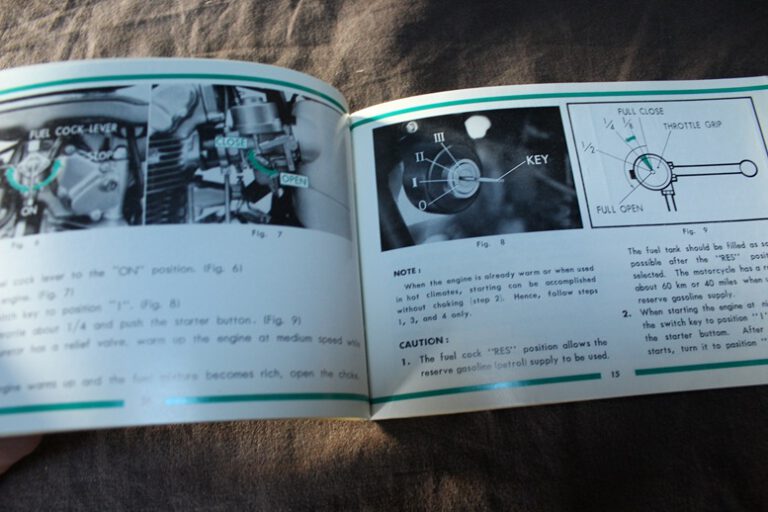 FUEL COCK LEVER
STOP
ON
CLOSE
OPEN
Fig. 7
cock lever to the "ON" position. (Fig. 6)
engine. (Fig. 7)
key to position "1". (Fig. 8)
about 1/4 and push the starter button. (Fig. 9)
has a relief valve, warm up the engine at medium speed while
warms up and the fuel mixture becomes rich, open the choke.
III
II
I
O
KEY
Fig. 8
NOTE:
When the engine is already warm or when used
in hot climates, starting can be accomplished
without choking (step 2). Hence, follow steps
1, 3, and 4 only.
CAUTION:
1. The fuel cock "RES" position allows the
reserve gasoline (petrol) supply to be used.
FULL CLOSE
1/4
1/8
THROTTLE GRIP
1/2
FULL OPEN
Fig. 9
The fuel tank should be filled as
possible after the "RES"
selected. The motorcycle has a
about 60 km or 40 miles when
reserve gasoline supply.
2. When starting the engine at
the switch key to position
the starter buttom. After
starts, turn it to position
15